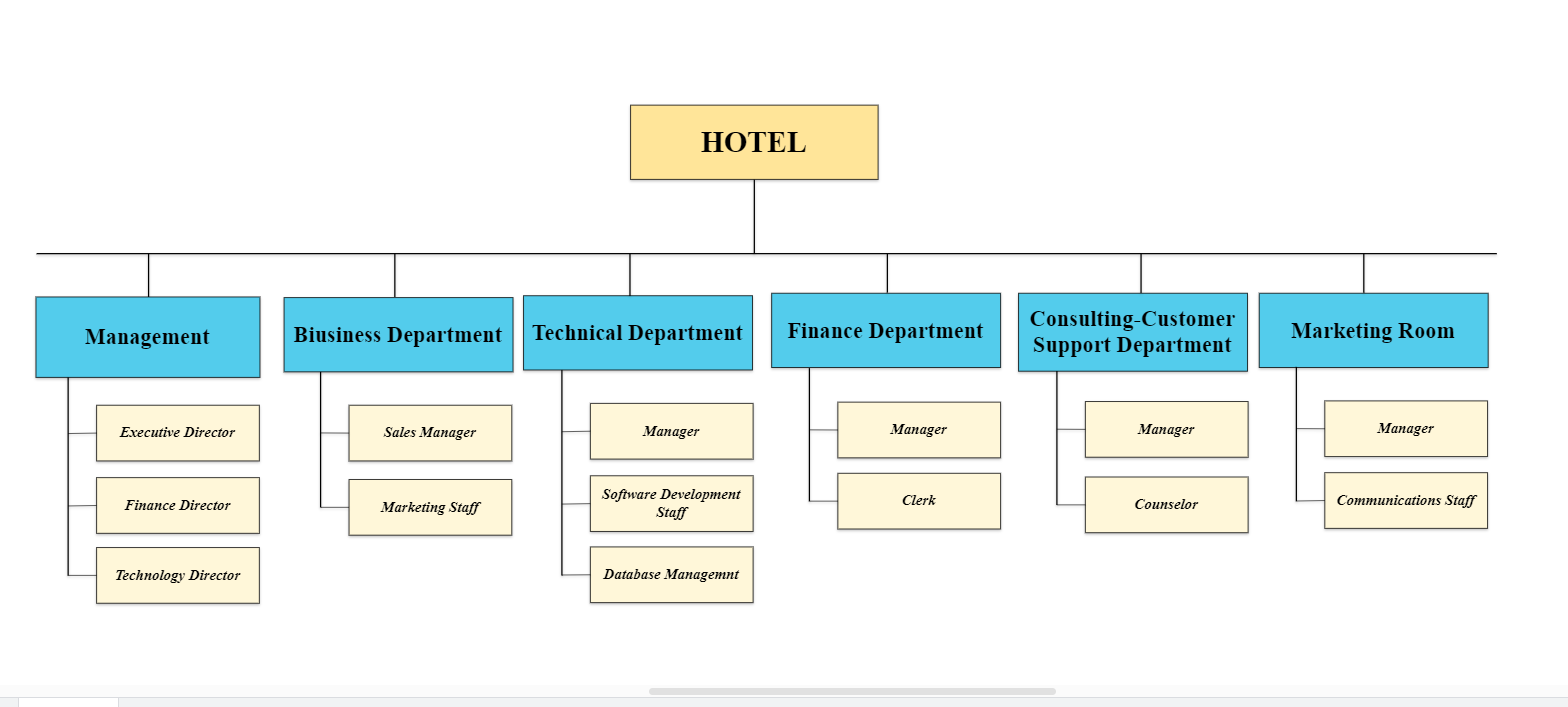 HOTEL
Management
Biusiness Department
Technical Department
Finance Department
Consulting-Customer
Support Department
Marketing Room
Executive Director
Finance Director
Technology Director
Sales Manager
Marketing Staff
Manager
Software Development
Staff
Database Managemnt
Manager
Clerk
Manager
Counselor
Manager
Communications Staff